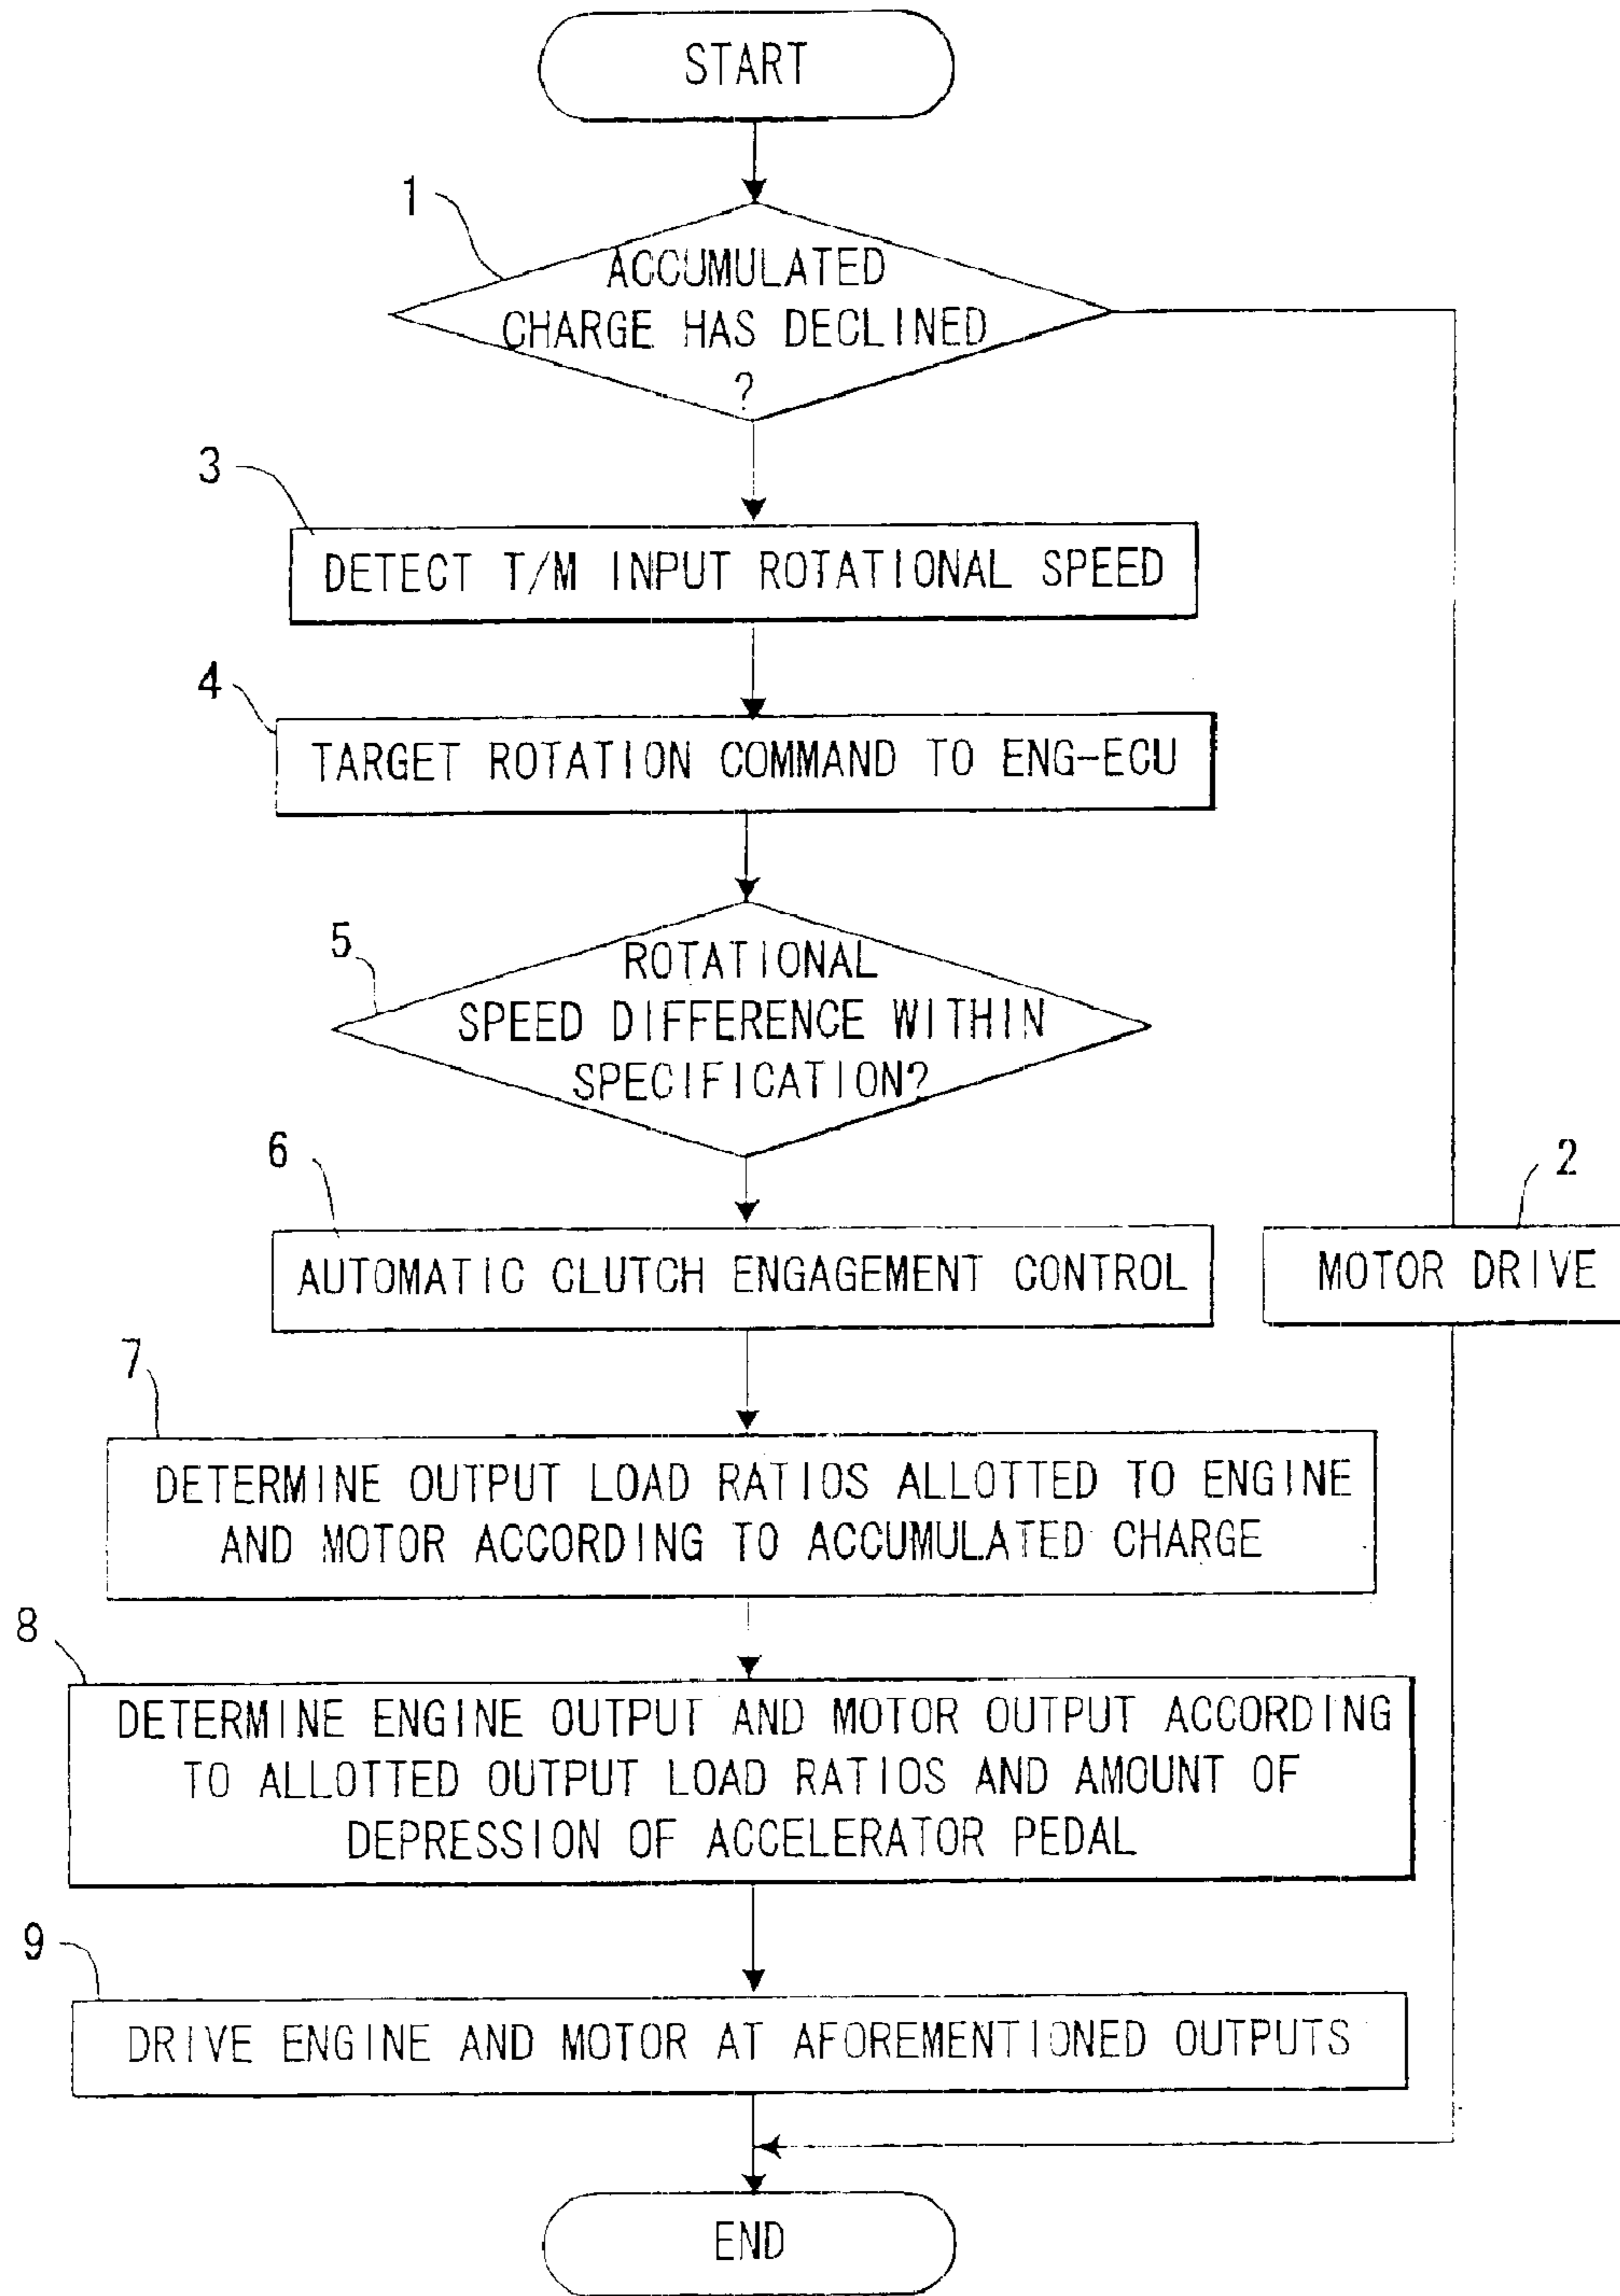 START
1
ACCUMULATED
CHARGE HAS DECLINED
?
3
DETECT T/M INPUT ROTATIONAL SPEED
4
TARGET ROTATION COMMAND TO ENG-ECU
5
ROTATIONAL
SPEED DIFFERENCE WITHIN
SPECIFICATION?
6
AUTOMATIC CLUTCH ENGAGEMENT CONTROL
2
MOTOR DRIVE
7
DETERMINE OUTPUT LOAD RATIOS ALLOTTED TO ENGINE
AND MOTOR ACCORDING TO ACCUMULATED CHARGE
8
DETERMINE ENGINE OUTPUT AND MOTOR OUTPUT ACCORDING
TO ALLOTTED OUTPUT LOAD RATIOS AND AMOUNT OF
DEPRESSION OF ACCELERATOR PEDAL
9
DRIVE ENGINE AND MOTOR AT AFOREMENTIONED OUTPUTS
END